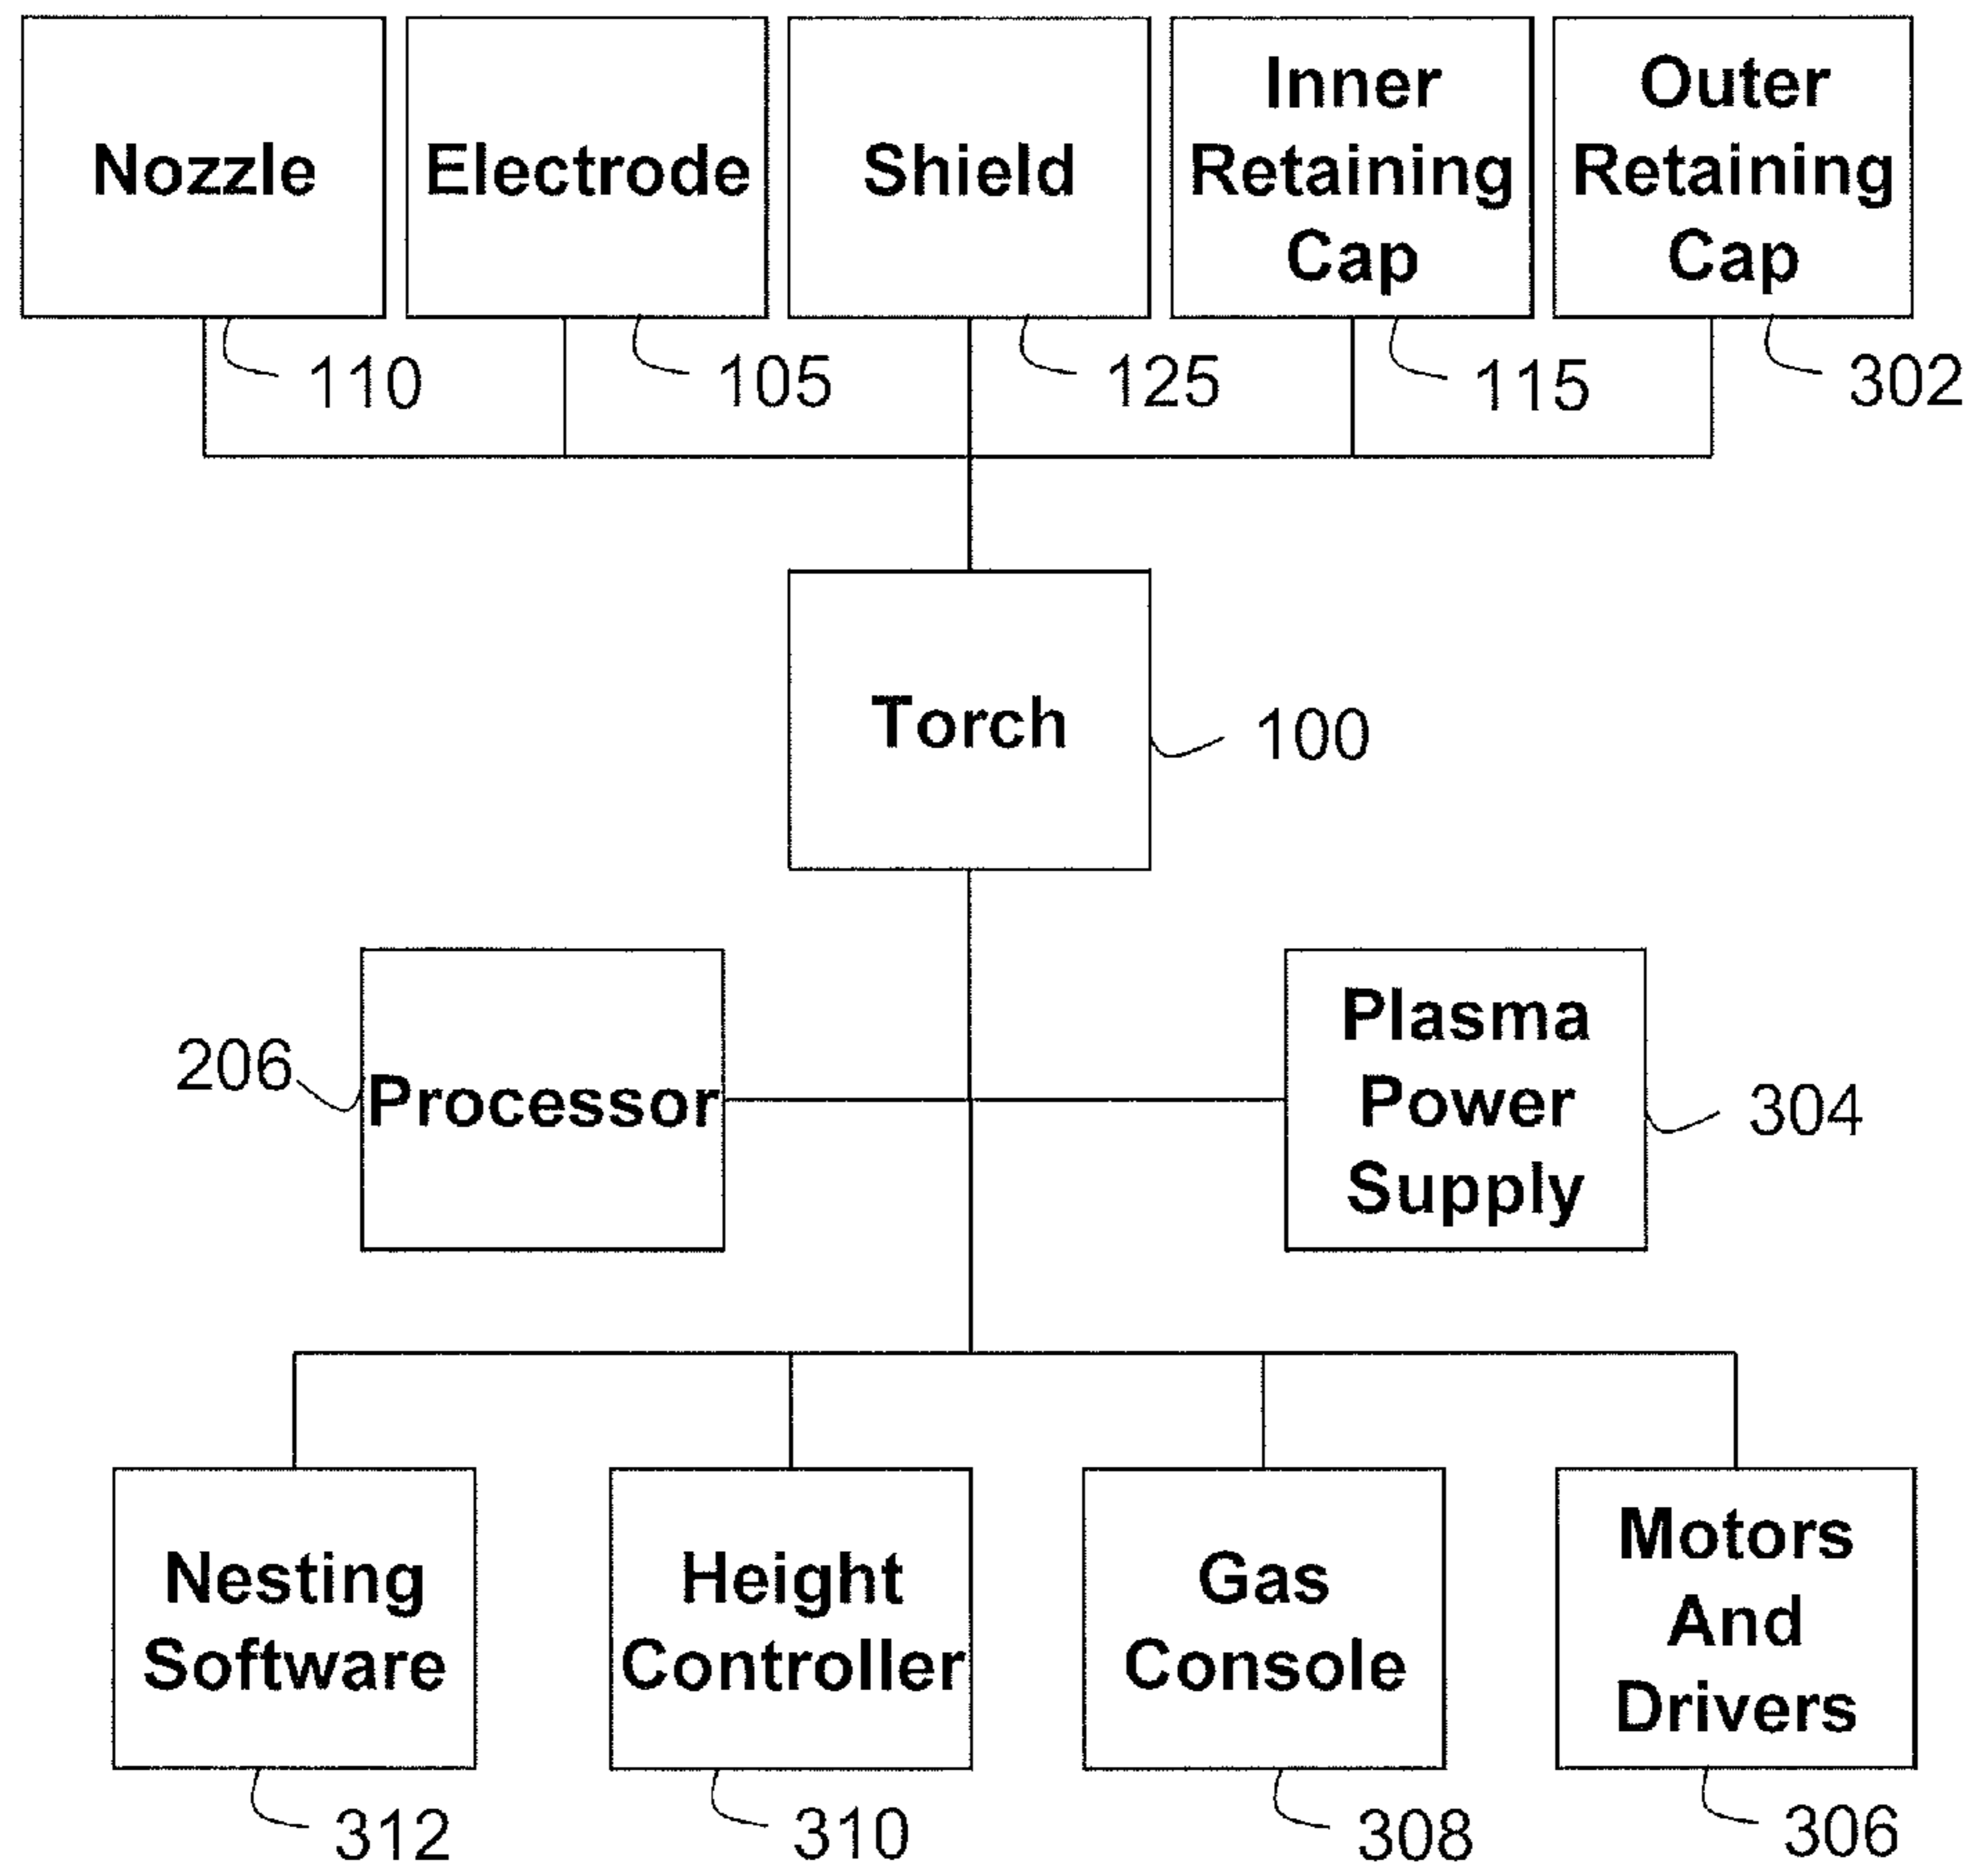 Nozzle
Electrode
Shield
Inner
Retaining
Cap
Outer
Retaining
Cap
110
105
125
115
302
Torch
100
206
Processor
Plasma
Power
Supply
304
Nesting
Software
Height
Controller
Gas
Console
Motors
And
Drivers
312
310
308
306